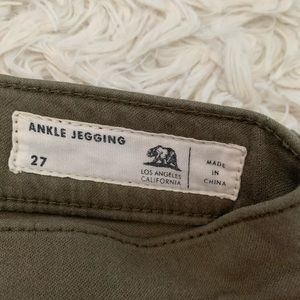 ANKLE JEGGING
27
LOS ANGELES
CALIFORNIA
MADE
IN
CHINA